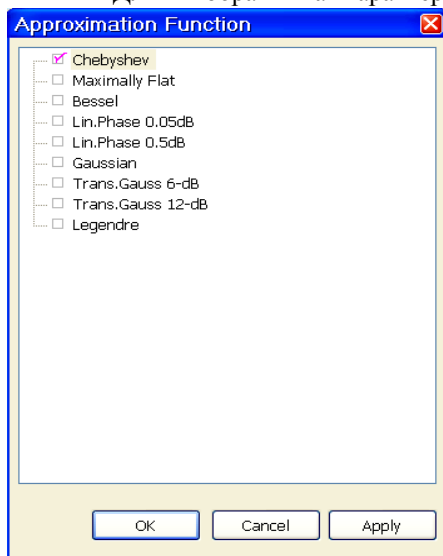 Approximation Function
Chebyshev
Maximally Flat
Bessel
Lin.Phase 0.05dB
Lin.Phase 0.5dB
Gaussian
Trans.Gauss 6-dB
Trans.Gauss 12-dB
Legendre
OK Cancel Apply